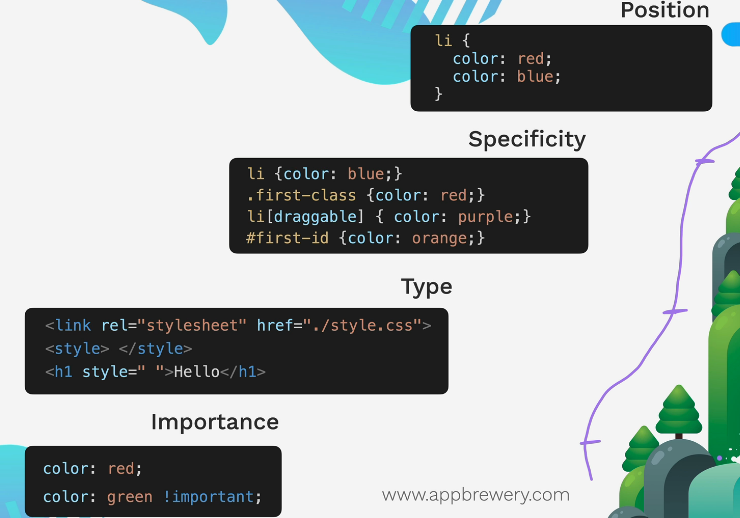 Position
li {
color: red;
color: blue;
}
Specificity
li {color: blue;}
.first-class {color: red;}
li[draggable] { color: purple;}
#first-id {color: orange;}
Type
<link rel="stylesheet" href="./style.css">
<style> </style>
<h1 style=" ">Hello</h1>
Importance
color: red;
color: green !important;
www.appbrewery.com